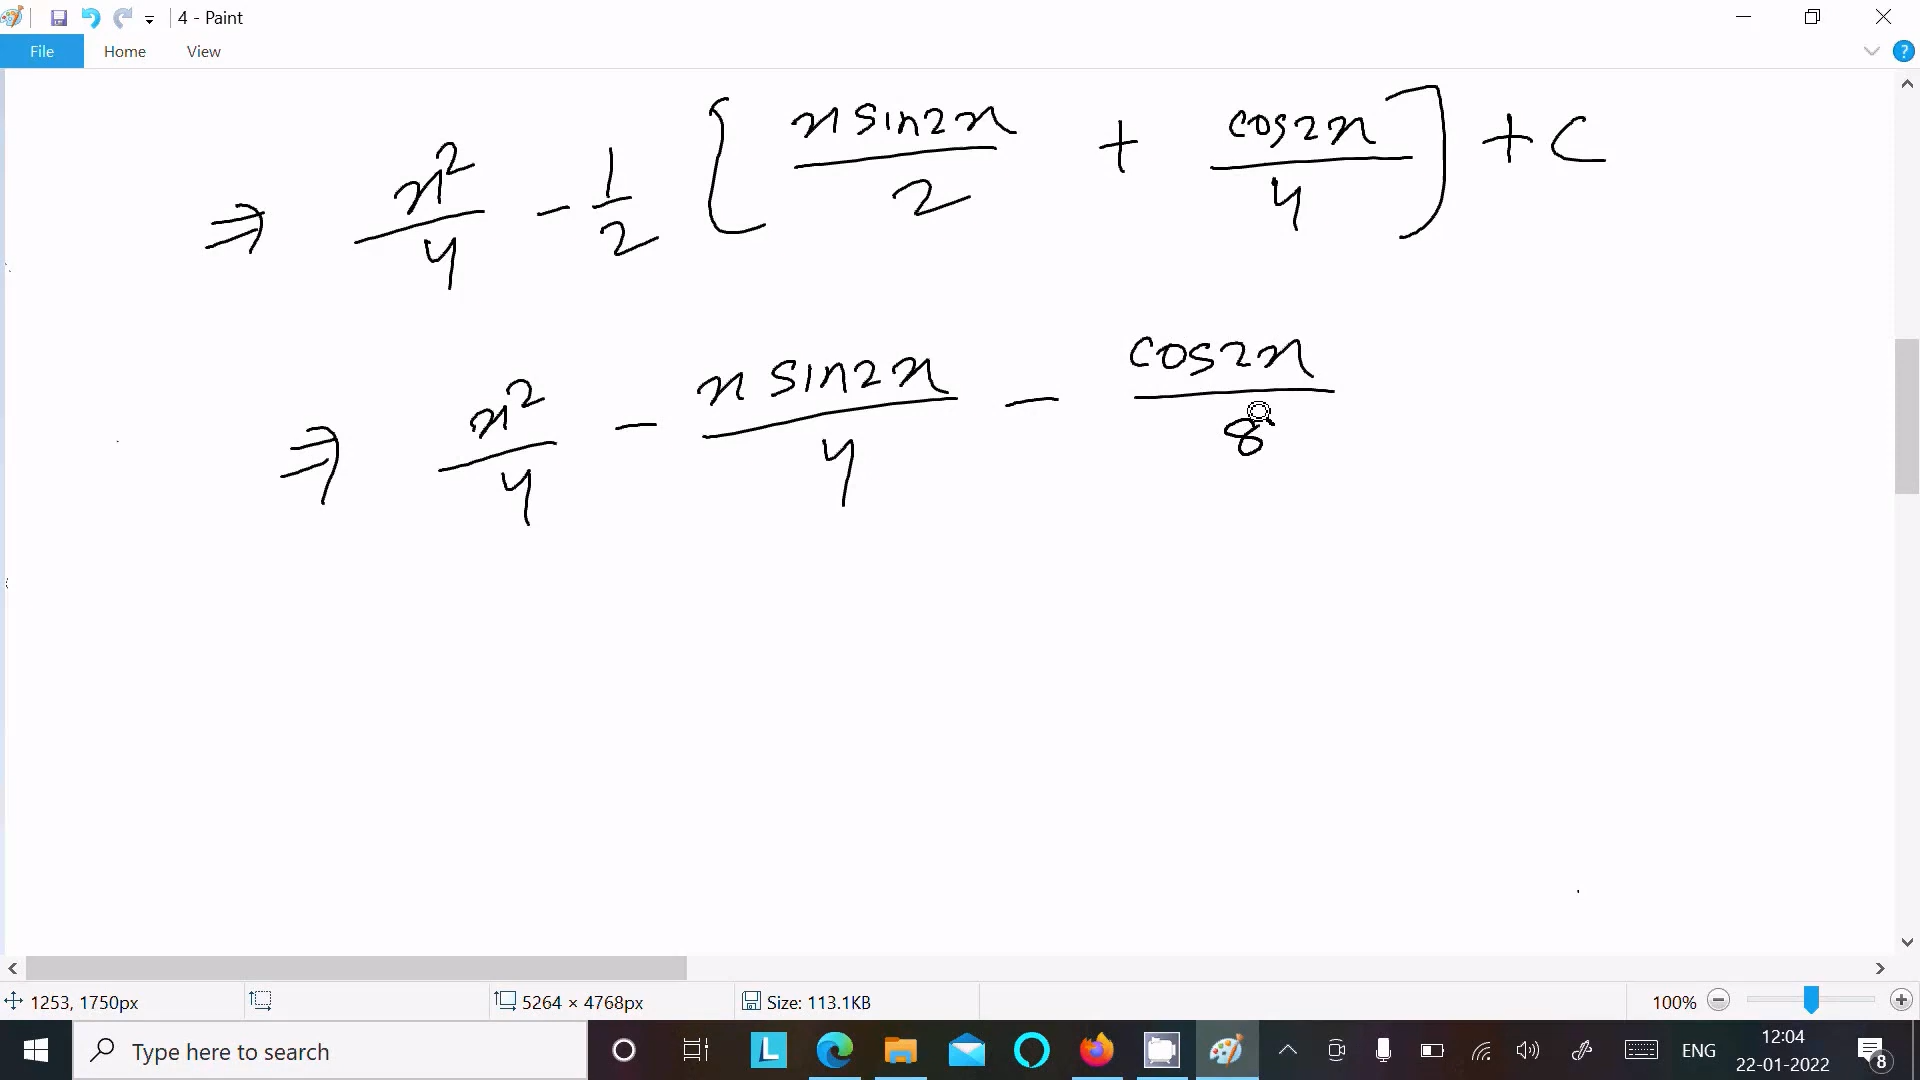 4 - Paint
File Home View
⇒ x²/4 - 1/2 [ x sin2x/2 + cos2x/4 ] + C
⇒ x²/4 - x sin2x/4 - cos2x/8
1253, 1750px 5264 × 4768px Size: 113.1KB 100%
Type here to search L ENG 12:04
22-01-2022 8